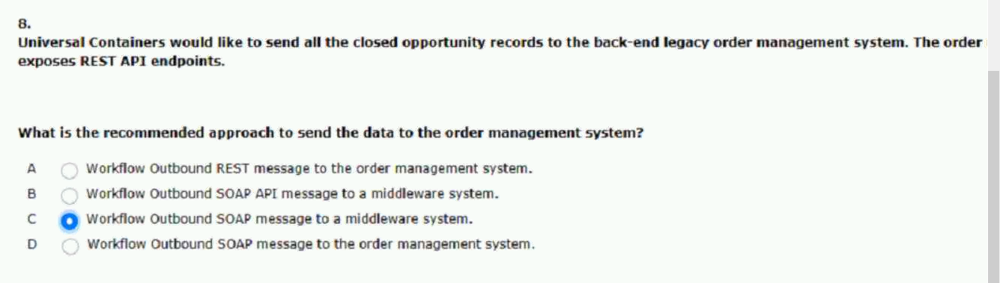 8.
Universal Containers would like to send all the closed opportunity records to the back-end legacy order management system. The order
exposes REST API endpoints.
What is the recommended approach to send the data to the order management system?
A Workflow Outbound REST message to the order management system.
B Workflow Outbound SOAP API message to a middleware system.
C Workflow Outbound SOAP message to a middleware system.
D Workflow Outbound SOAP message to the order management system.